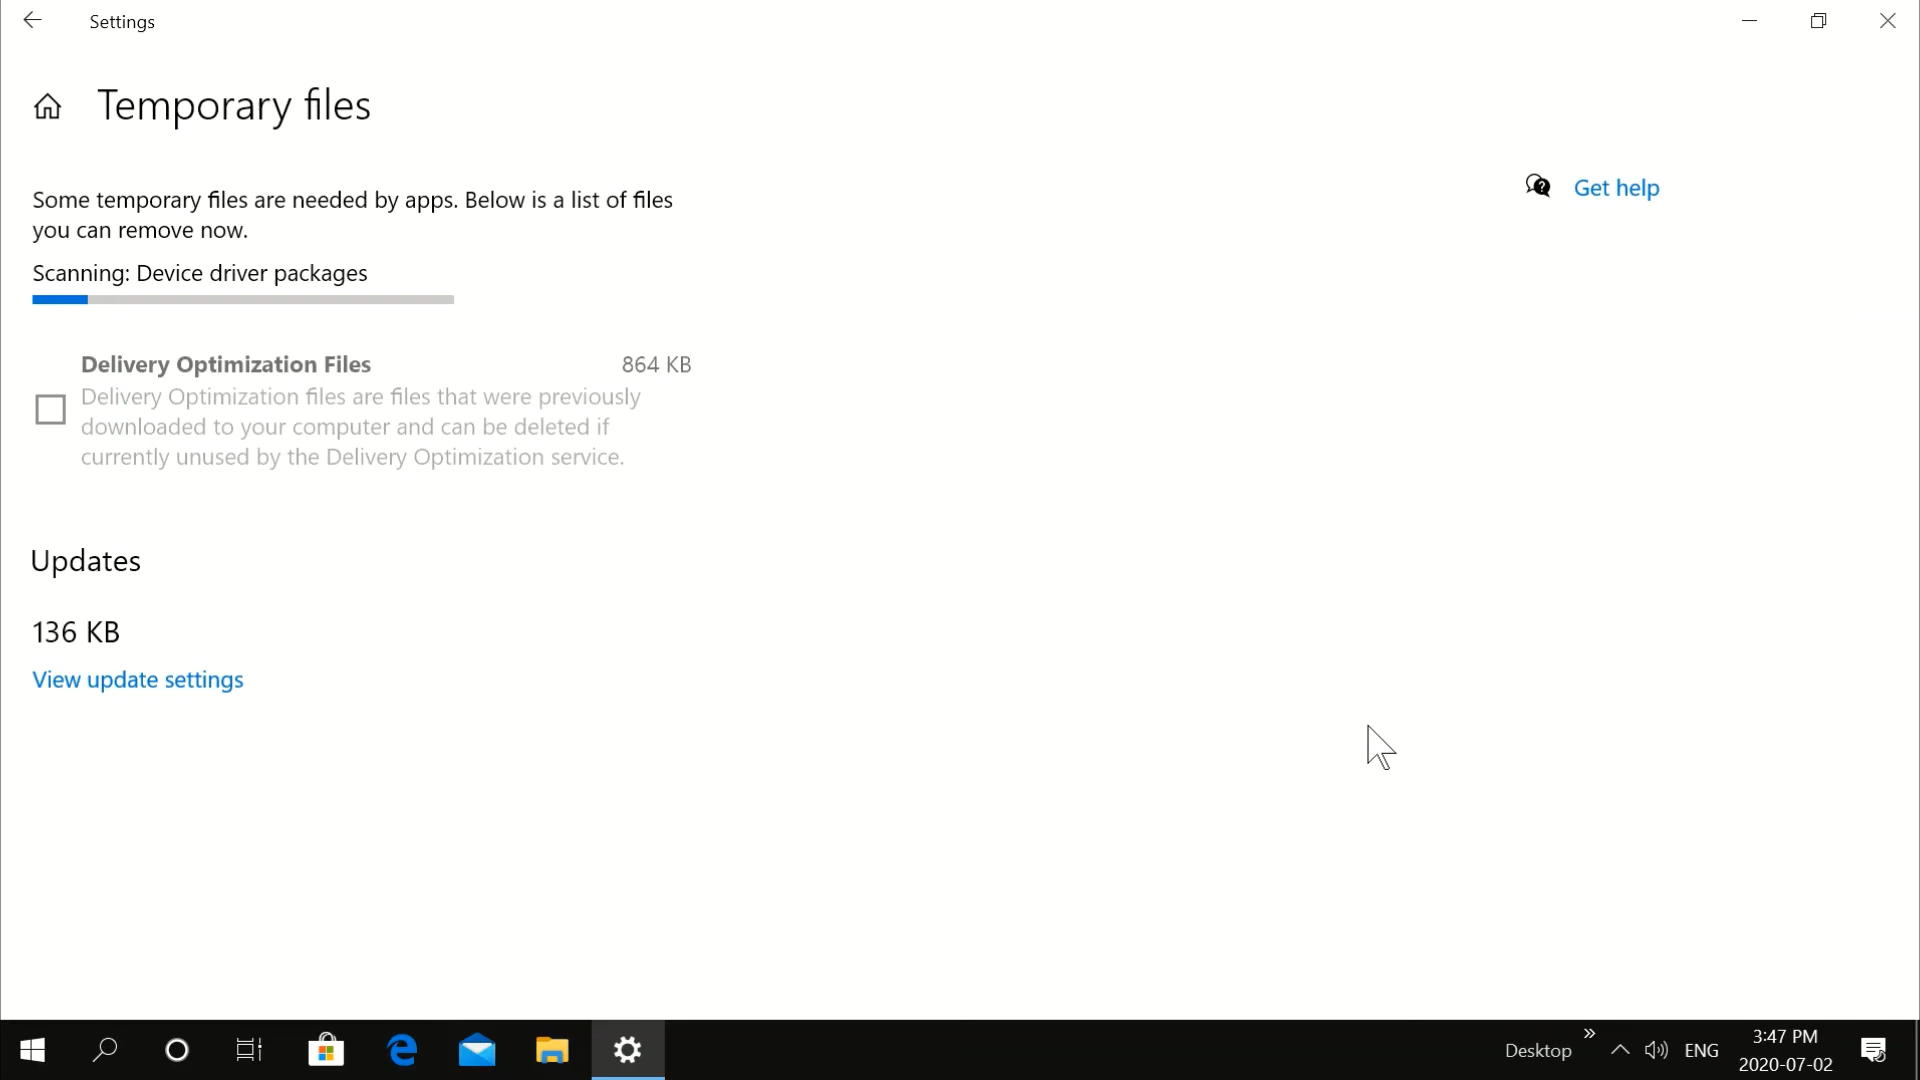 Settings
Temporary files
Some temporary files are needed by apps. Below is a list of files
you can remove now.
Get help
Scanning: Device driver packages
Delivery Optimization Files 864 KB
Delivery Optimization files are files that were previously
downloaded to your computer and can be deleted if
currently unused by the Delivery Optimization service.
Updates
136 KB
View update settings
Desktop
ENG
3:47 PM
2020-07-02